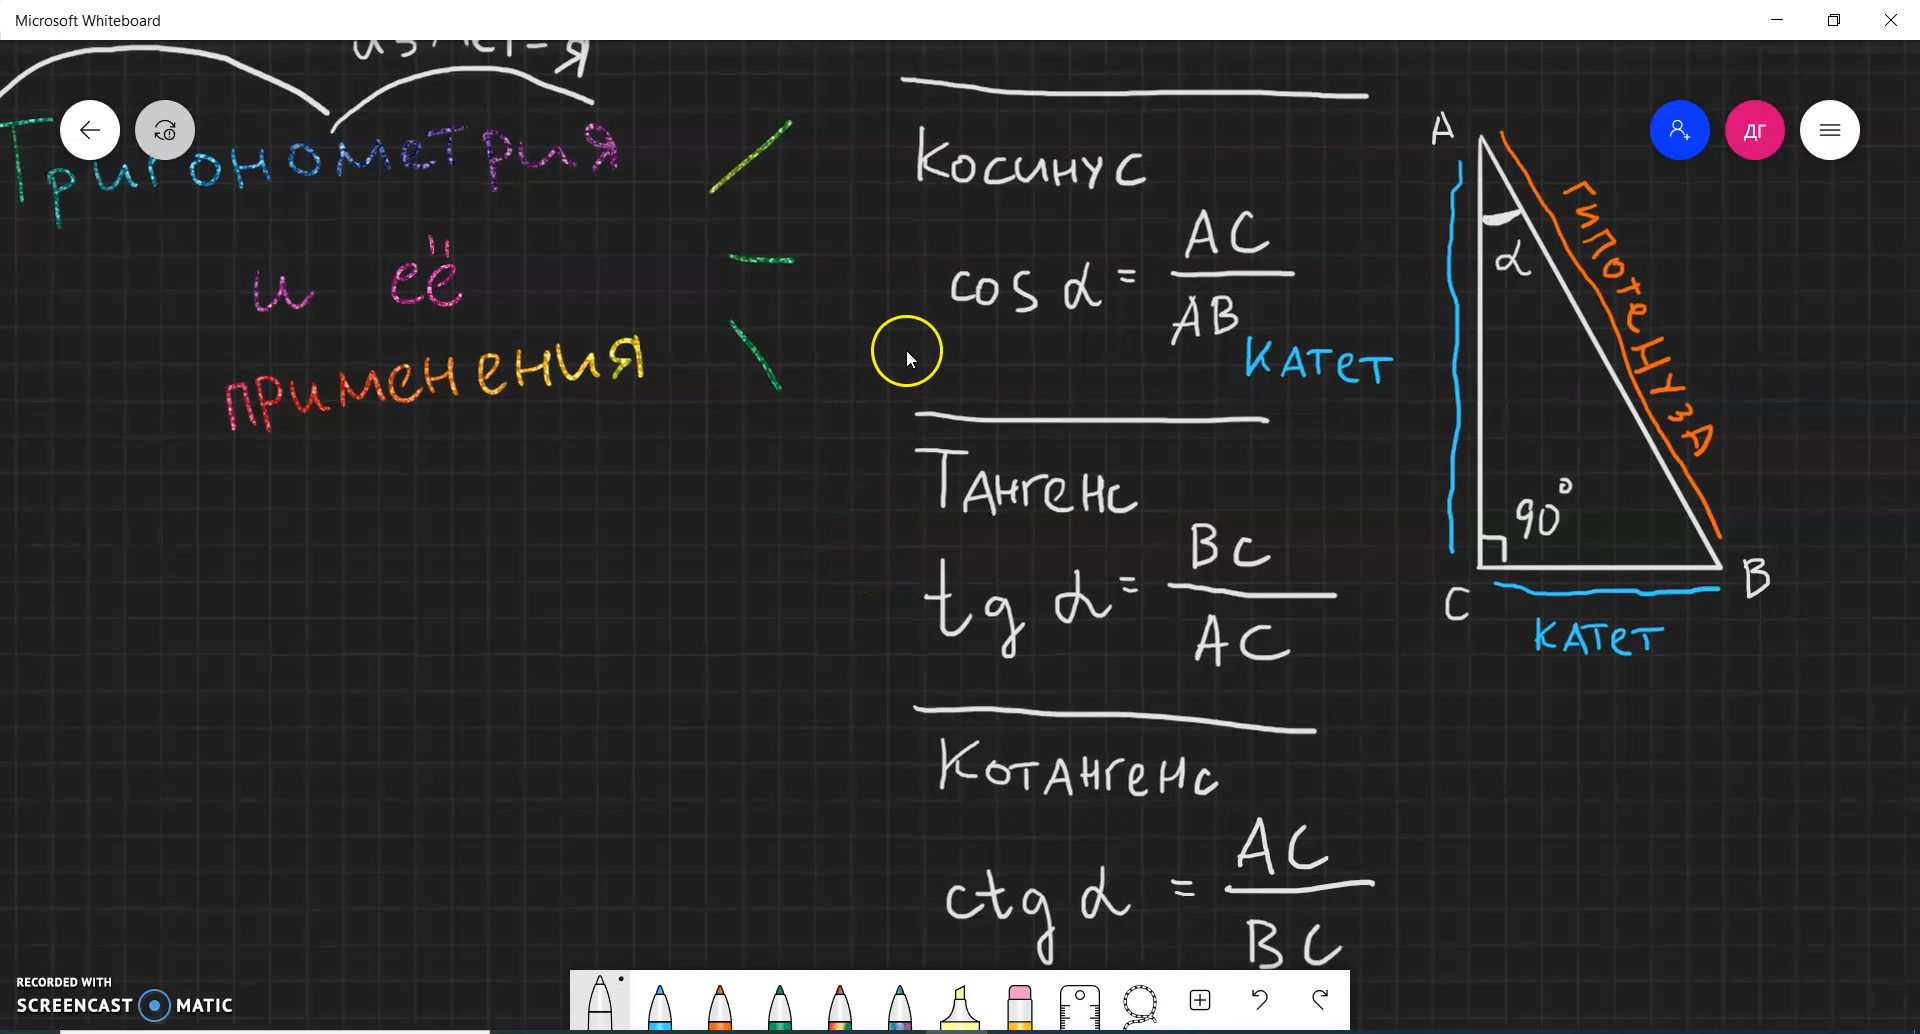 Microsoft Whiteboard
Тригонометрия
и её
применения
Косинус
cos α = AC
AB
катет
Тангенс
tg α = BC
AC
Котангенс
ctg α = AC
BC
A
α
гипотенуза
90°
C
B
катет
ДГ
RECORDED WITH
SCREENCAST MATIC